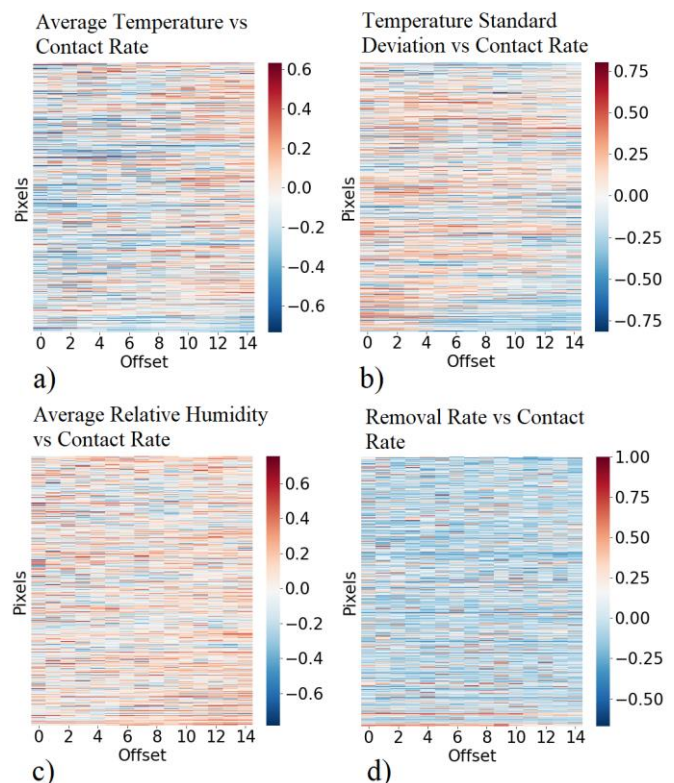 Average Temperature vs
Contact Rate
0.6
0.4
0.2
0.0
−0.2
−0.4
−0.6
Pixels
0 2 4 6 8 10 12 14
Offset
a)
Temperature Standard
Deviation vs Contact Rate
0.75
0.50
0.25
0.00
−0.25
−0.50
−0.75
Pixels
0 2 4 6 8 10 12 14
Offset
b)
Average Relative Humidity
vs Contact Rate
0.6
0.4
0.2
0.0
−0.2
−0.4
−0.6
Pixels
0 2 4 6 8 10 12 14
Offset
c)
Removal Rate vs Contact
Rate
1.00
0.75
0.50
0.25
0.00
−0.25
−0.50
Pixels
0 2 4 6 8 10 12 14
Offset
d)